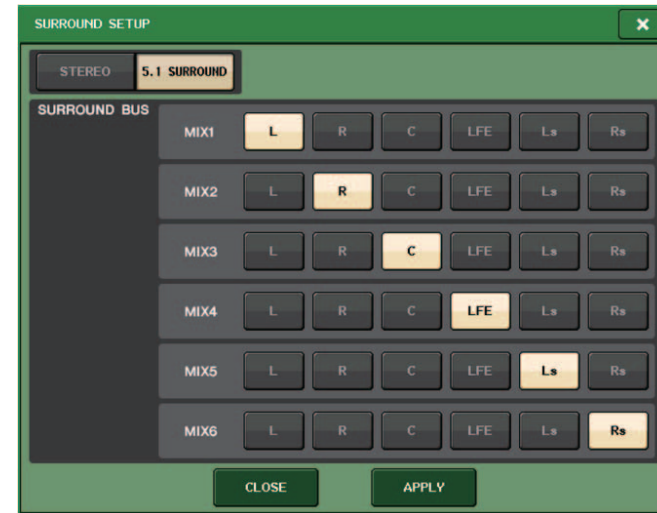 SURROUND SETUP ×
STEREO 5.1 SURROUND
SURROUND BUS
MIX1 L R C LFE Ls Rs
MIX2 L R C LFE Ls Rs
MIX3 L R C LFE Ls Rs
MIX4 L R C LFE Ls Rs
MIX5 L R C LFE Ls Rs
MIX6 L R C LFE Ls Rs
CLOSE APPLY